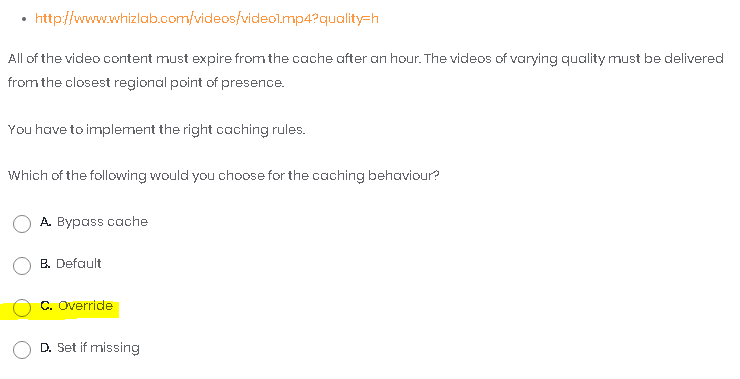 • http://www.whizlab.com/videos/video1.mp4?quality=h
All of the video content must expire from the cache after an hour. The videos of varying quality must be delivered
from the closest regional point of presence.
You have to implement the right caching rules.
Which of the following would you choose for the caching behaviour?
A. Bypass cache
B. Default
C. Override
D. Set if missing